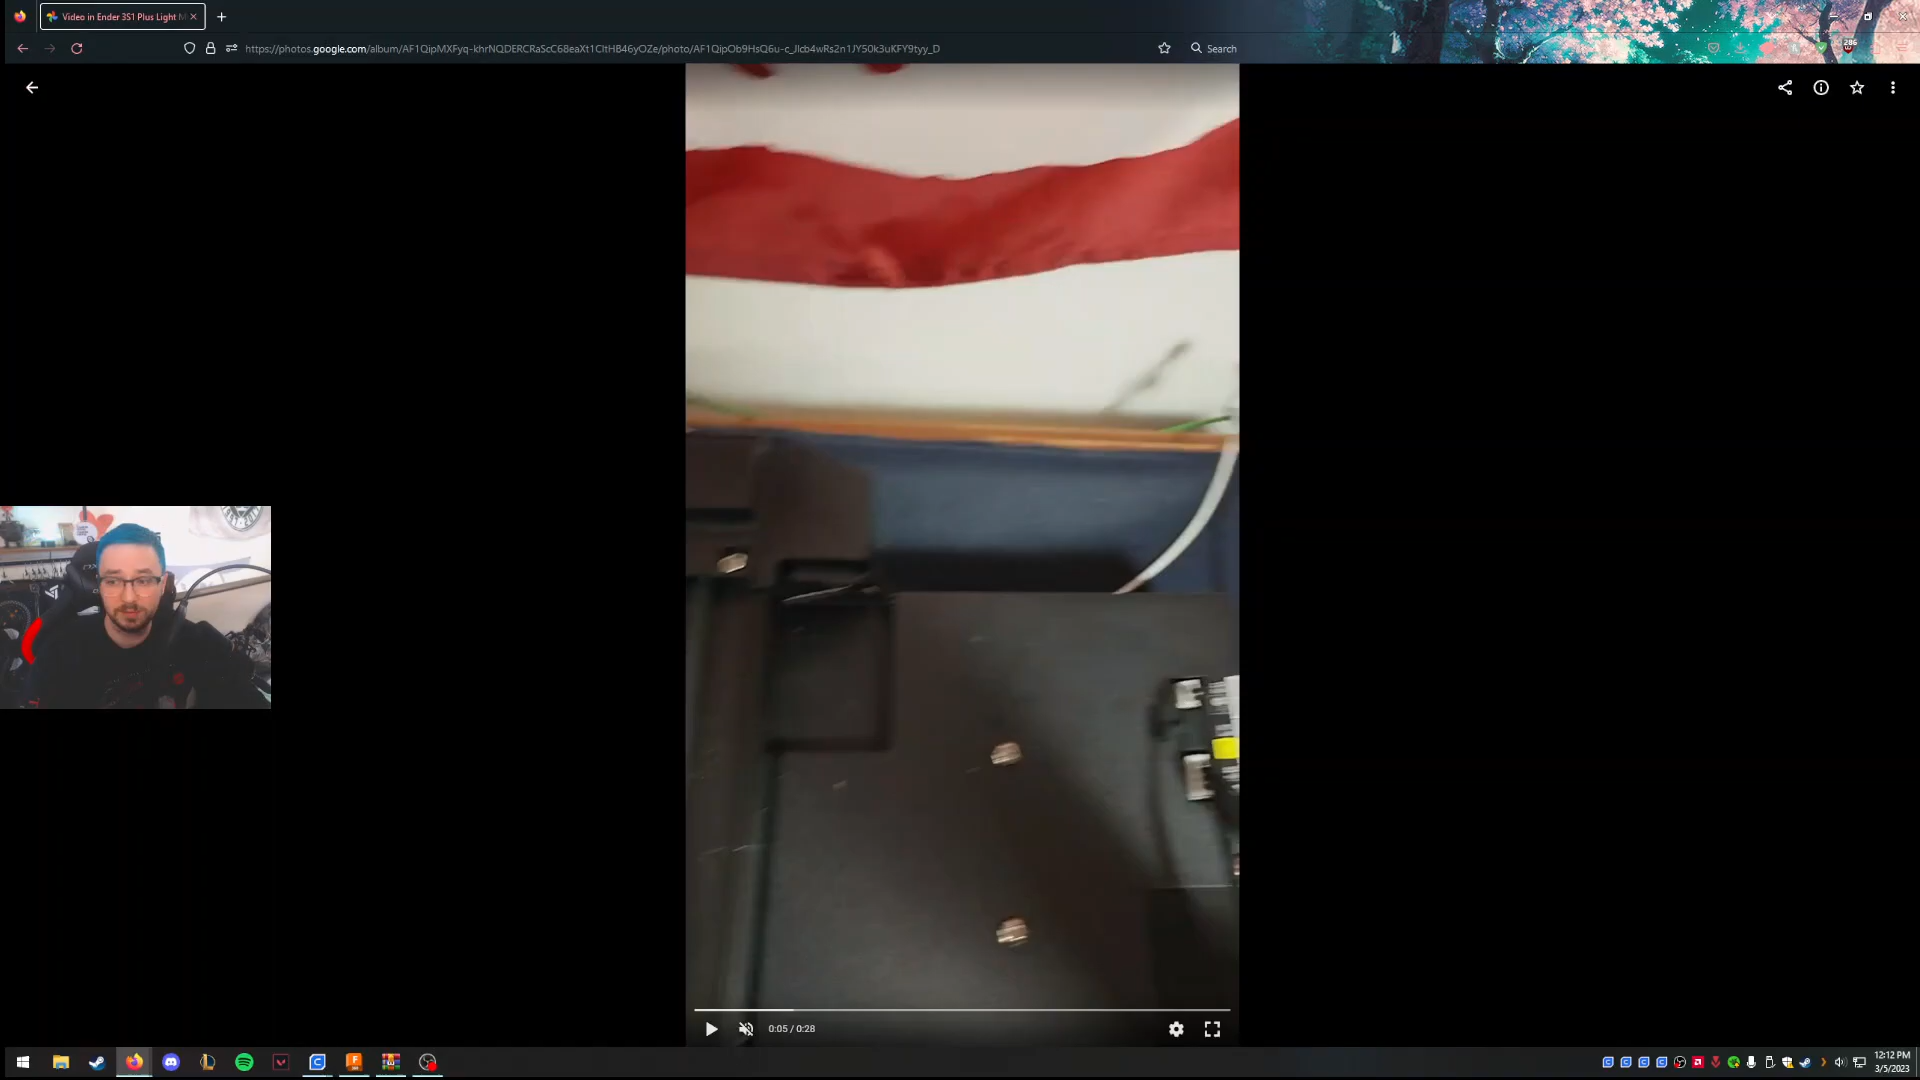 Video in Ender 3S1 Plus Light M
https://photos.google.com/album/AF1QipMXFyq-khrNQDERCRaScC68eaXt1CltHB46yOZe/photo/AF1QipOb9HsQ6u-c_Jlcb4wRs2n1JY50k3uKFY9tyy_D
Search
286
0:05 / 0:28
12:12 PM
3/5/2023